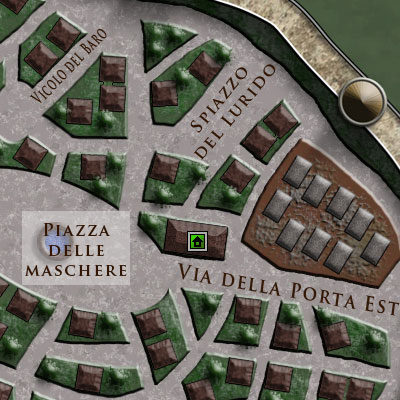 Vicolo del Baro
Spiazzo
del Lurido
Piazza
delle
maschere
Via della Porta Est